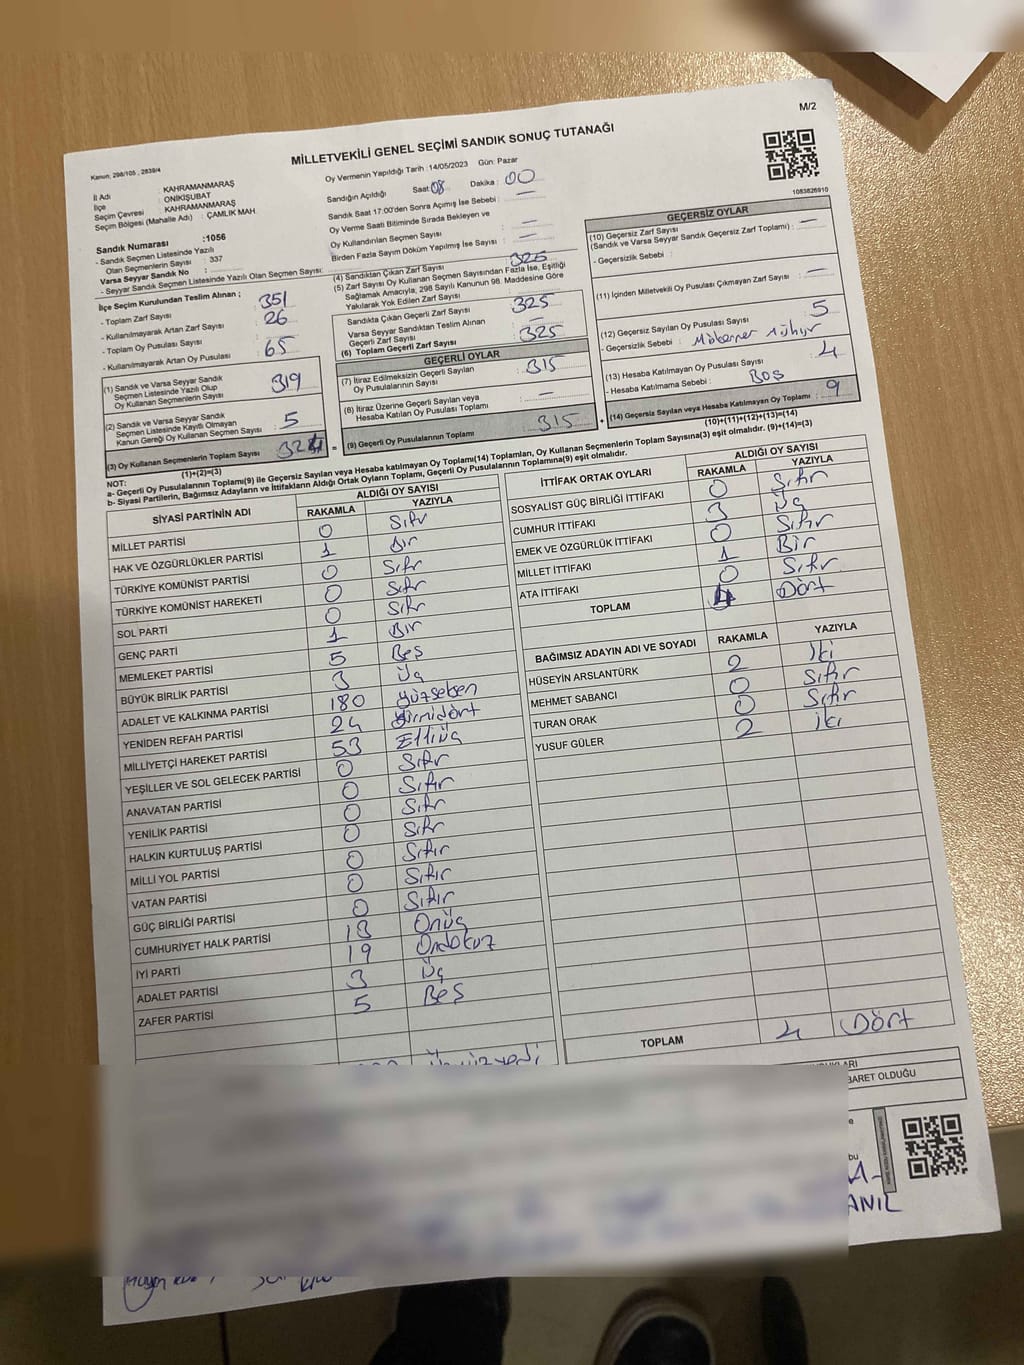 M/2
MİLLETVEKİLİ GENEL SEÇİMİ SANDIK SONUÇ TUTANAĞI
Kanun: 298/105 , 2839/4
1083826910
İl Adı : KAHRAMANMARAŞ
İlçe : ONİKİŞUBAT
Seçim Çevresi : KAHRAMANMARAŞ
Seçim Bölgesi (Mahalle Adı) : ÇAMLIK MAH
Sandık Numarası :1056
- Sandık Seçmen Listesinde Yazılı
Olan Seçmenlerin Sayısı : 337
Varsa Seyyar Sandık No :
- Seyyar Sandık Seçmen Listesinde Yazılı Olan Seçmen Sayısı:
İlçe Seçim Kurulundan Teslim Alınan ;
- Toplam Zarf Sayısı : 351
- Kullanılmayarak Artan Zarf Sayısı : 26
- Toplam Oy Pusulası Sayısı :
- Kullanılmayarak Artan Oy Pusulası : 65
(1) Sandık ve Varsa Seyyar Sandık
Seçmen Listesinde Yazılı Olup
Oy Kullanan Seçmenlerin Sayısı : 319
(2) Sandık ve Varsa Seyyar Sandık
Seçmen Listesinde Kayıtlı Olmayan
Kanun Gereği Oy Kullanan Seçmen Sayısı : 5
(3) Oy Kullanan Seçmenlerin Toplam Sayısı : 324
(1)+(2)=(3)
Oy Vermenin Yapıldığı Tarih :14/05/2023 Gün: Pazar
Sandığın Açıldığı Saat: 08 Dakika : 00
Sandık Saat 17:00'den Sonra Açımış İse Sebebi : —
Oy Verme Saati Bitiminde Sırada Bekleyen ve
Oy Kullandırılan Seçmen Sayısı : —
Birden Fazla Sayım Döküm Yapılmış İse Sayısı : —
(4) Sandıktan Çıkan Zarf Sayısı : 325
(5) Zarf Sayısı Oy Kullanan Seçmen Sayısından Fazla İse, Eşitliği
Sağlamak Amacıyla, 298 Sayılı Kanunun 98. Maddesine Göre
Yakılarak Yok Edilen Zarf Sayısı :
Sandıkta Çıkan Geçerli Zarf Sayısı : 325
Varsa Seyyar Sandıktan Teslim Alınan
Geçerli Zarf Sayısı : —
(6) Toplam Geçerli Zarf Sayısı : 325
GEÇERLİ OYLAR
(7) İtiraz Edilmeksizin Geçerli Sayılan
Oy Pusulalarının Sayısı : 315
(8) İtiraz Üzerine Geçerli Sayılan veya
Hesaba Katılan Oy Pusulası Toplamı : —
(9) Geçerli Oy Pusulalarının Toplamı : 315
GEÇERSİZ OYLAR
(10) Geçersiz Zarf Sayısı
(Sandık ve Varsa Seyyar Sandık Geçersiz Zarf Toplamı) : —
- Geçersizlik Sebebi :
(11) İçinden Milletvekili Oy Pusulası Çıkmayan Zarf Sayısı : —
(12) Geçersiz Sayılan Oy Pusulası Sayısı : 5
- Geçersizlik Sebebi :
(13) Hesaba Katılmayan Oy Pusulası Sayısı : 4
- Hesaba Katılmama Sebebi : Boş
(14) Geçersiz Sayılan veya Hesaba Katılmayan Oy Toplamı : 9
(10)+(11)+(12)+(13)=(14)
NOT:
a- Geçerli Oy Pusulalarının Toplamı(9) ile Geçersiz Sayılan veya Hesaba katılmayan Oy Toplamı(14) Toplamları, Oy Kullanan Seçmenlerin Toplam Sayısına(3) eşit olmalıdır. (9)+(14)=(3)
b- Siyasi Partilerin, Bağımsız Adayların ve İttifakların Aldığı Ortak Oyların Toplamı, Geçerli Oy Pusulalarının Toplamına(9) eşit olmalıdır.
SİYASİ PARTİNİN ADI ALDIĞI OY SAYISI
RAKAMLA YAZIYLA
MİLLET PARTİSİ 0 Sıfır
HAK VE ÖZGÜRLÜKLER PARTİSİ 1 Bir
TÜRKİYE KOMÜNİST PARTİSİ 0 Sıfır
TÜRKİYE KOMÜNİST HAREKETİ 0 Sıfır
SOL PARTİ 0 Sıfır
GENÇ PARTİ 1 Bir
MEMLEKET PARTİSİ 5 Beş
BÜYÜK BİRLİK PARTİSİ 3 Üç
ADALET VE KALKINMA PARTİSİ 180 yüzseksen
YENİDEN REFAH PARTİSİ 24 yirmidört
MİLLİYETÇİ HAREKET PARTİSİ 53 Elliüç
YEŞİLLER VE SOL GELECEK PARTİSİ 0 Sıfır
ANAVATAN PARTİSİ 0 Sıfır
YENİLİK PARTİSİ 0 Sıfır
HALKIN KURTULUŞ PARTİSİ 0 Sıfır
MİLLİ YOL PARTİSİ 0 Sıfır
VATAN PARTİSİ 0 Sıfır
GÜÇ BİRLİĞİ PARTİSİ 0 Sıfır
CUMHURİYET HALK PARTİSİ 13 Onüç
İYİ PARTİ 19 Ondokuz
ADALET PARTİSİ 3 Üç
ZAFER PARTİSİ 5 Beş
İTTİFAK ORTAK OYLARI ALDIĞI OY SAYISI
RAKAMLA YAZIYLA
SOSYALİST GÜÇ BİRLİĞİ İTTİFAKI 0 Sıfır
CUMHUR İTTİFAKI 3 Üç
EMEK VE ÖZGÜRLÜK İTTİFAKI 0 Sıfır
MİLLET İTTİFAKI 1 Bir
ATA İTTİFAKI 0 Sıfır
TOPLAM 4 Dört
BAĞIMSIZ ADAYIN ADI VE SOYADI RAKAMLA YAZIYLA
HÜSEYİN ARSLANTÜRK 2 İki
MEHMET SABANCI 0 Sıfır
TURAN ORAK 0 Sıfır
YUSUF GÜLER 2 iki
TOPLAM 4 Dört
BARET OLDUĞU
bu
ANIL